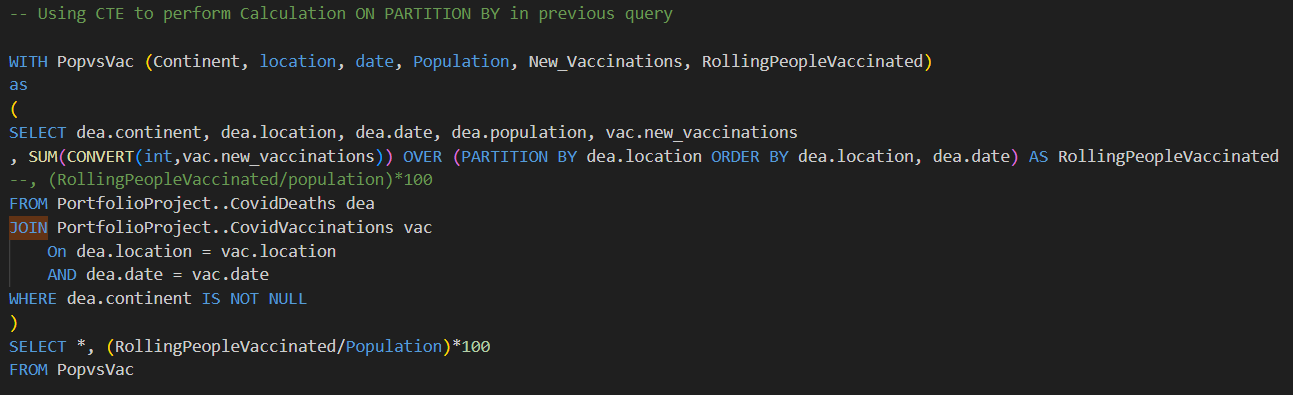 -- Using CTE to perform Calculation ON PARTITION BY in previous query
WITH PopvsVac (Continent, location, date, Population, New_Vaccinations, RollingPeopleVaccinated)
as
(
SELECT dea.continent, dea.location, dea.date, dea.population, vac.new_vaccinations
, SUM(CONVERT(int,vac.new_vaccinations)) OVER (PARTITION BY dea.location ORDER BY dea.location, dea.date) AS RollingPeopleVaccinated
--, (RollingPeopleVaccinated/population)*100
FROM PortfolioProject..CovidDeaths dea
JOIN PortfolioProject..CovidVaccinations vac
    On dea.location = vac.location
    AND dea.date = vac.date
WHERE dea.continent IS NOT NULL
)
SELECT *, (RollingPeopleVaccinated/Population)*100
FROM PopvsVac